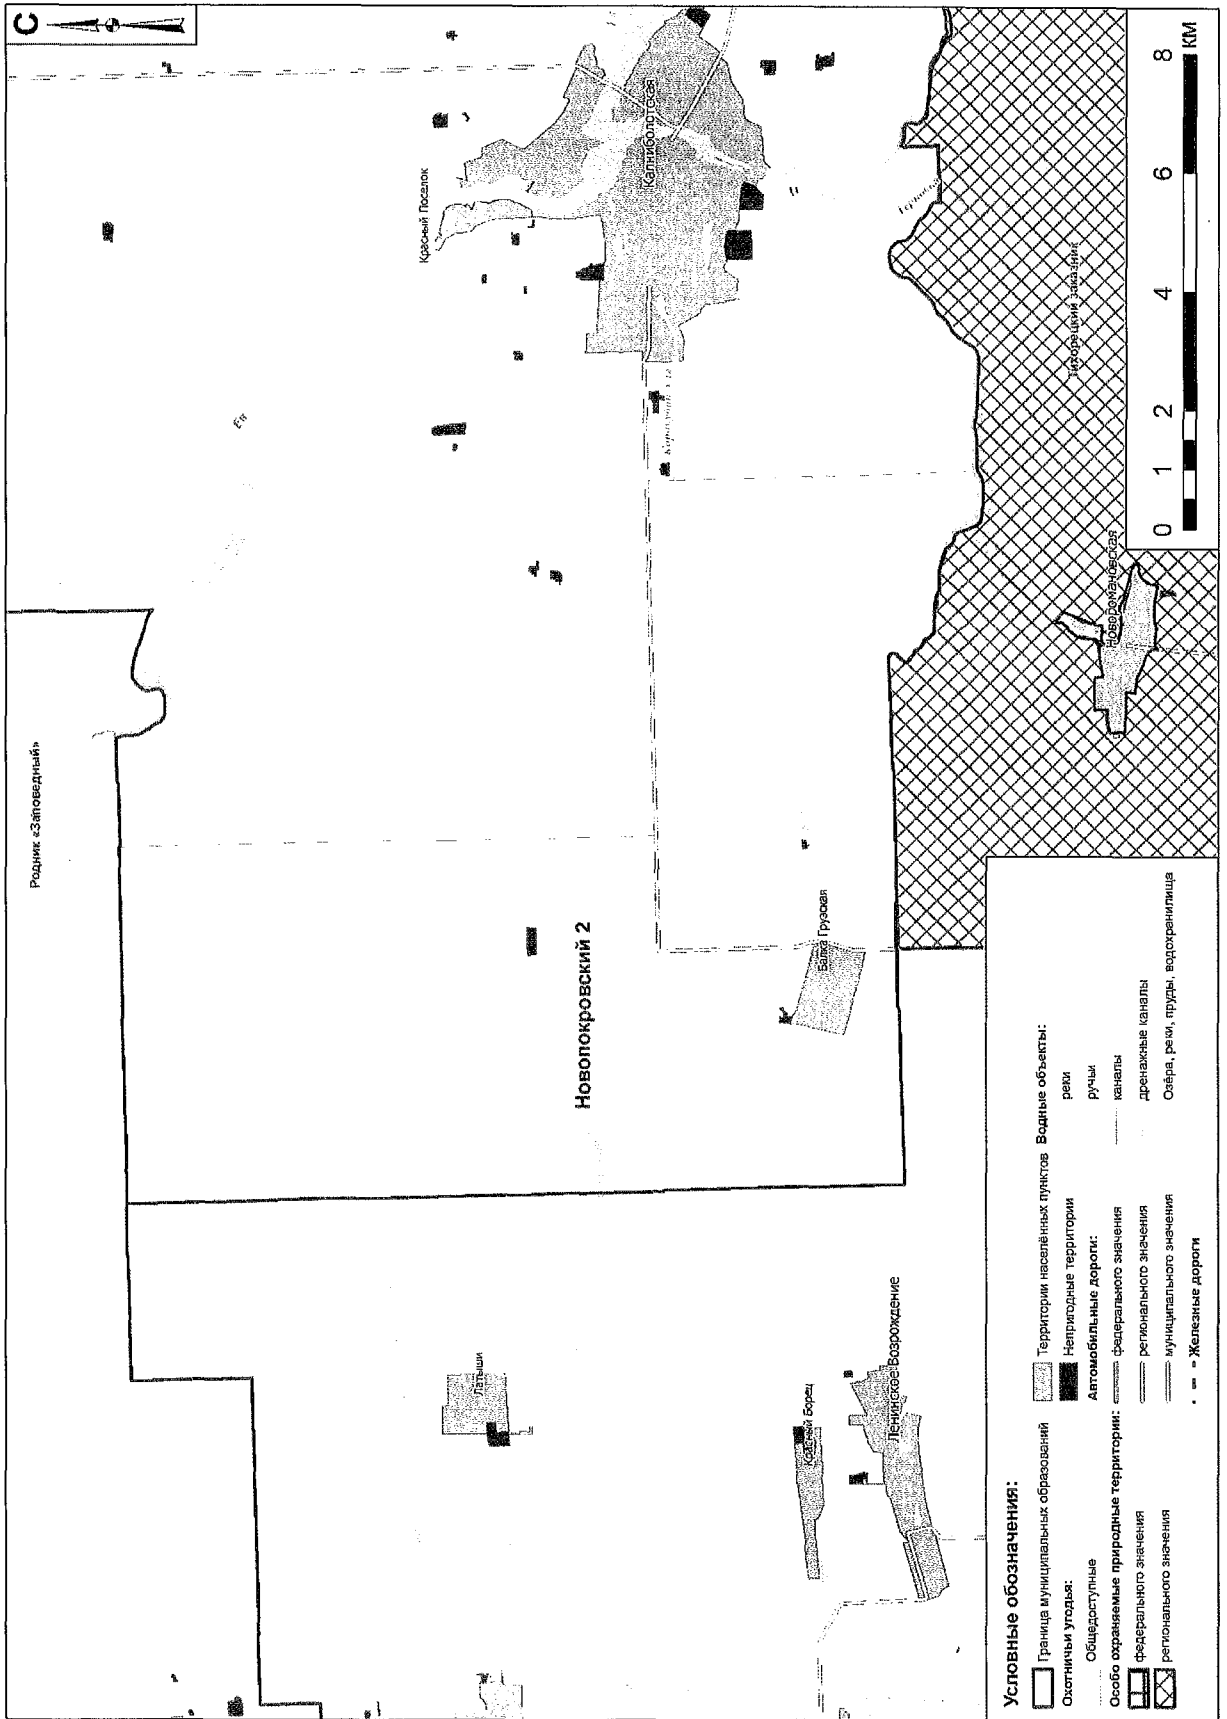 С
Родник «Заповедный»
Красный Поселок
Ея
Калниболотская
Новопокровский 2
Балка Грузская
Тихорецкий заказник
Новоромановская
Латыши
Красный Борец
Ленинское Возрождение
0 1 2 4 6 8
КМ
Условные обозначения:
Граница муниципальных образований
Охотничьи угодья:
Общедоступные
Особо охраняемые природные территории:
федерального значения
регионального значения
Территории населённых пунктов
Непригодные территории
Автомобильные дороги:
федерального значения
регионального значения
муниципального значения
Железные дороги
Водные объекты:
реки
ручьи
каналы
дренажные каналы
Озёра, реки, пруды, водохранилища